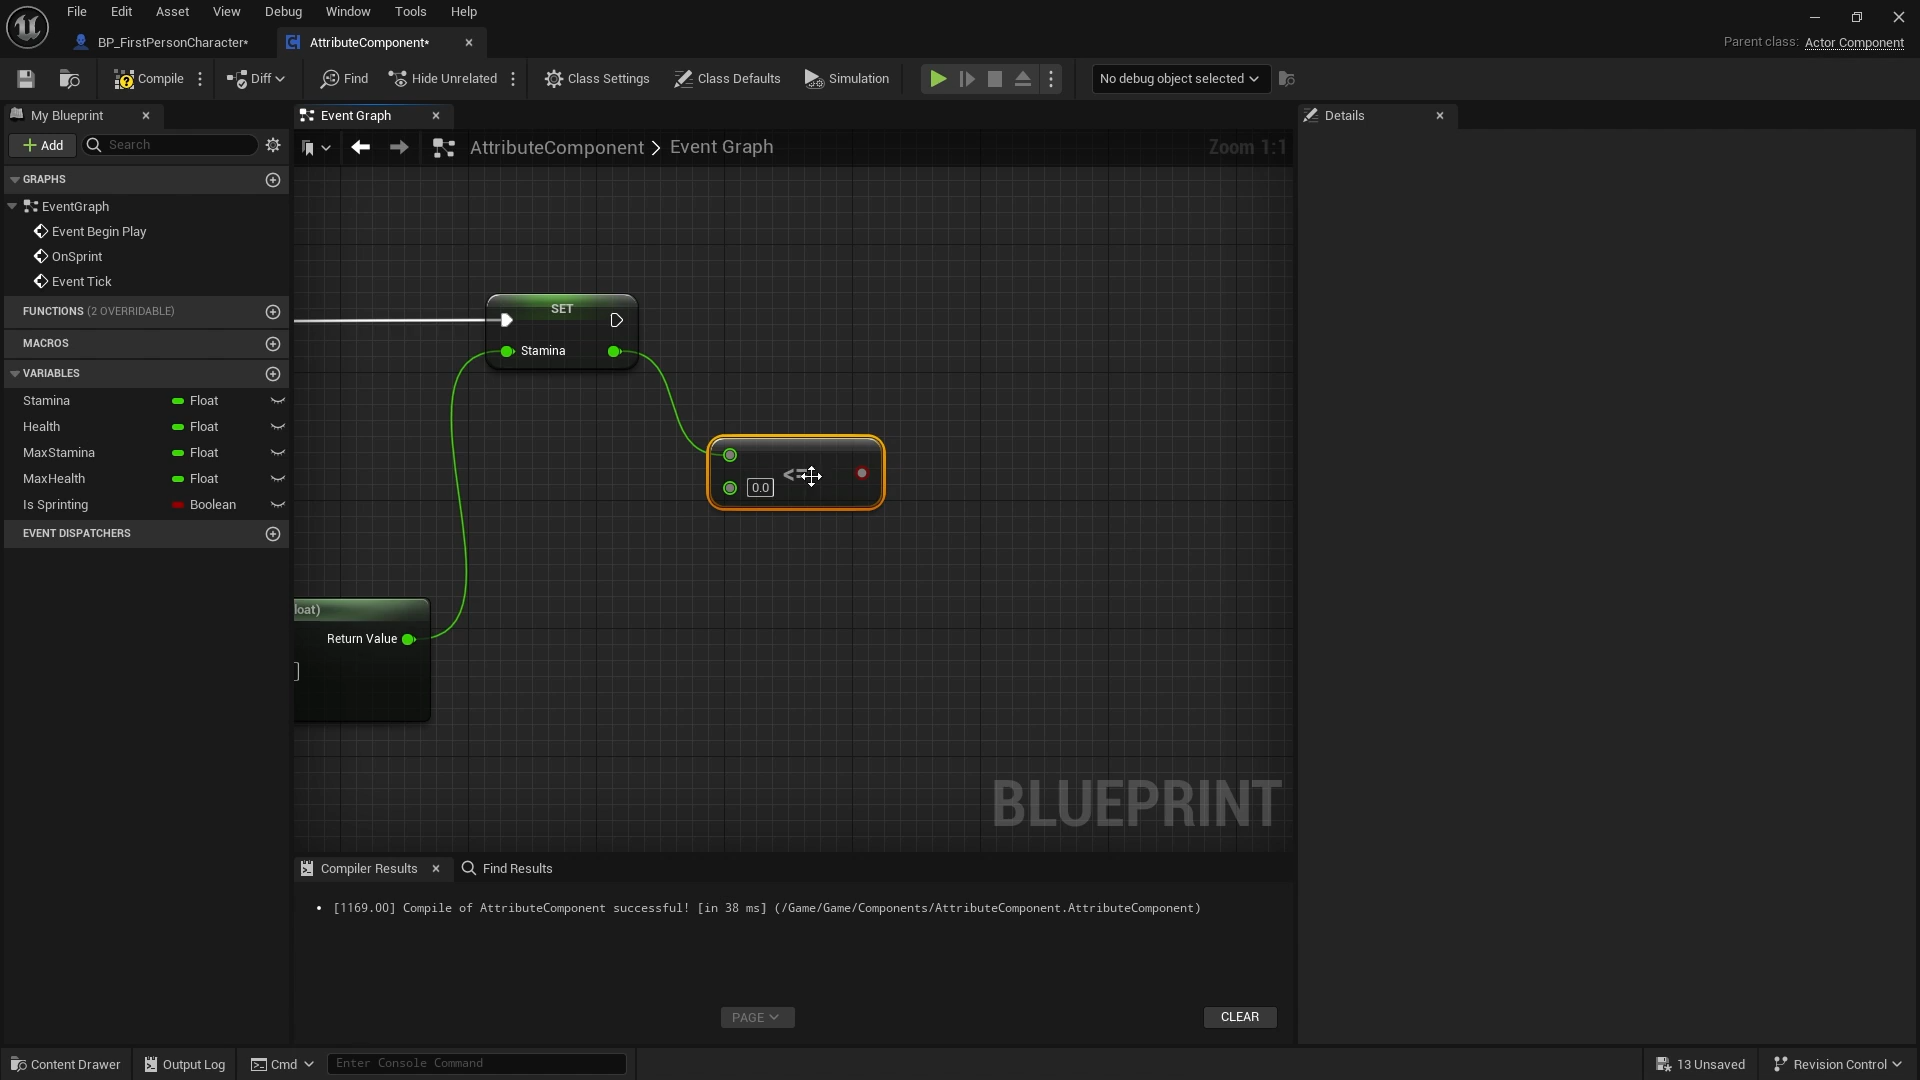 File Edit Asset View Debug Window Tools Help
BP_FirstPersonCharacter* AttributeComponent* Parent class: Actor Component
Compile Diff Find Hide Unrelated Class Settings Class Defaults Simulation No debug object selected
My Blueprint Event Graph Details
Add Search AttributeComponent > Event Graph Zoom 1:1
GRAPHS
EventGraph
Event Begin Play
OnSprint
Event Tick
FUNCTIONS (2 OVERRIDABLE)
MACROS
VARIABLES
Stamina Float
Health Float
MaxStamina Float
MaxHealth Float
Is Sprinting Boolean
EVENT DISPATCHERS
SET
Stamina
<=
0.0
loat)
Return Value
BLUEPRINT
Compiler Results Find Results
• [1169.00] Compile of AttributeComponent successful! [in 38 ms] (/Game/Game/Components/AttributeComponent.AttributeComponent)
PAGE CLEAR
Content Drawer Output Log Cmd Enter Console Command 13 Unsaved Revision Control